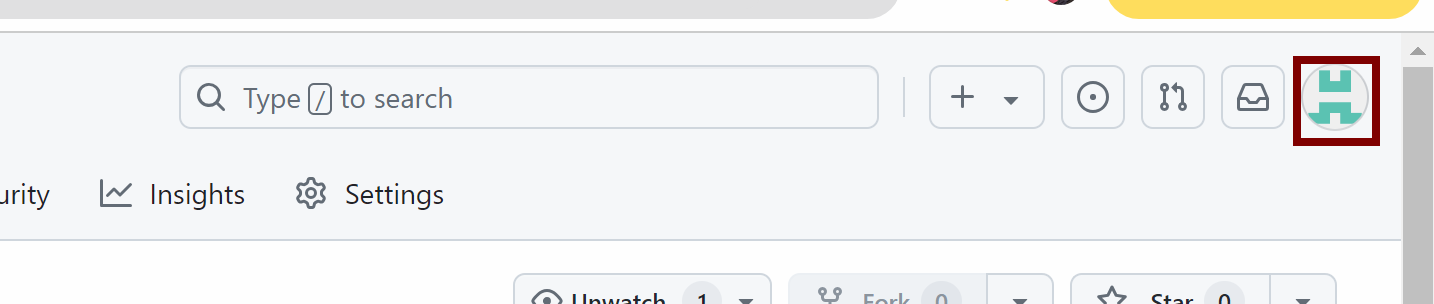 Type / to search
urity Insights Settings
Unwatch 1 Fork 0 Star 0